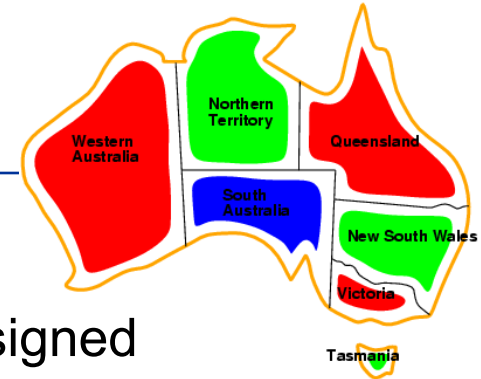 Northern
Territory
Western
Australia
Queensland
South
Australia
New South Wales
Victoria
signed
Tasmania